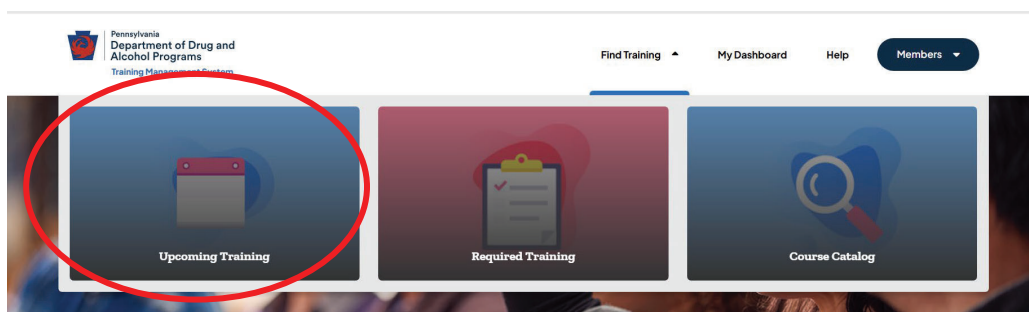 Pennsylvania
Department of Drug and
Alcohol Programs
Training Management System
Find Training
My Dashboard
Help
Members
Upcoming Training
Required Training
Course Catalog